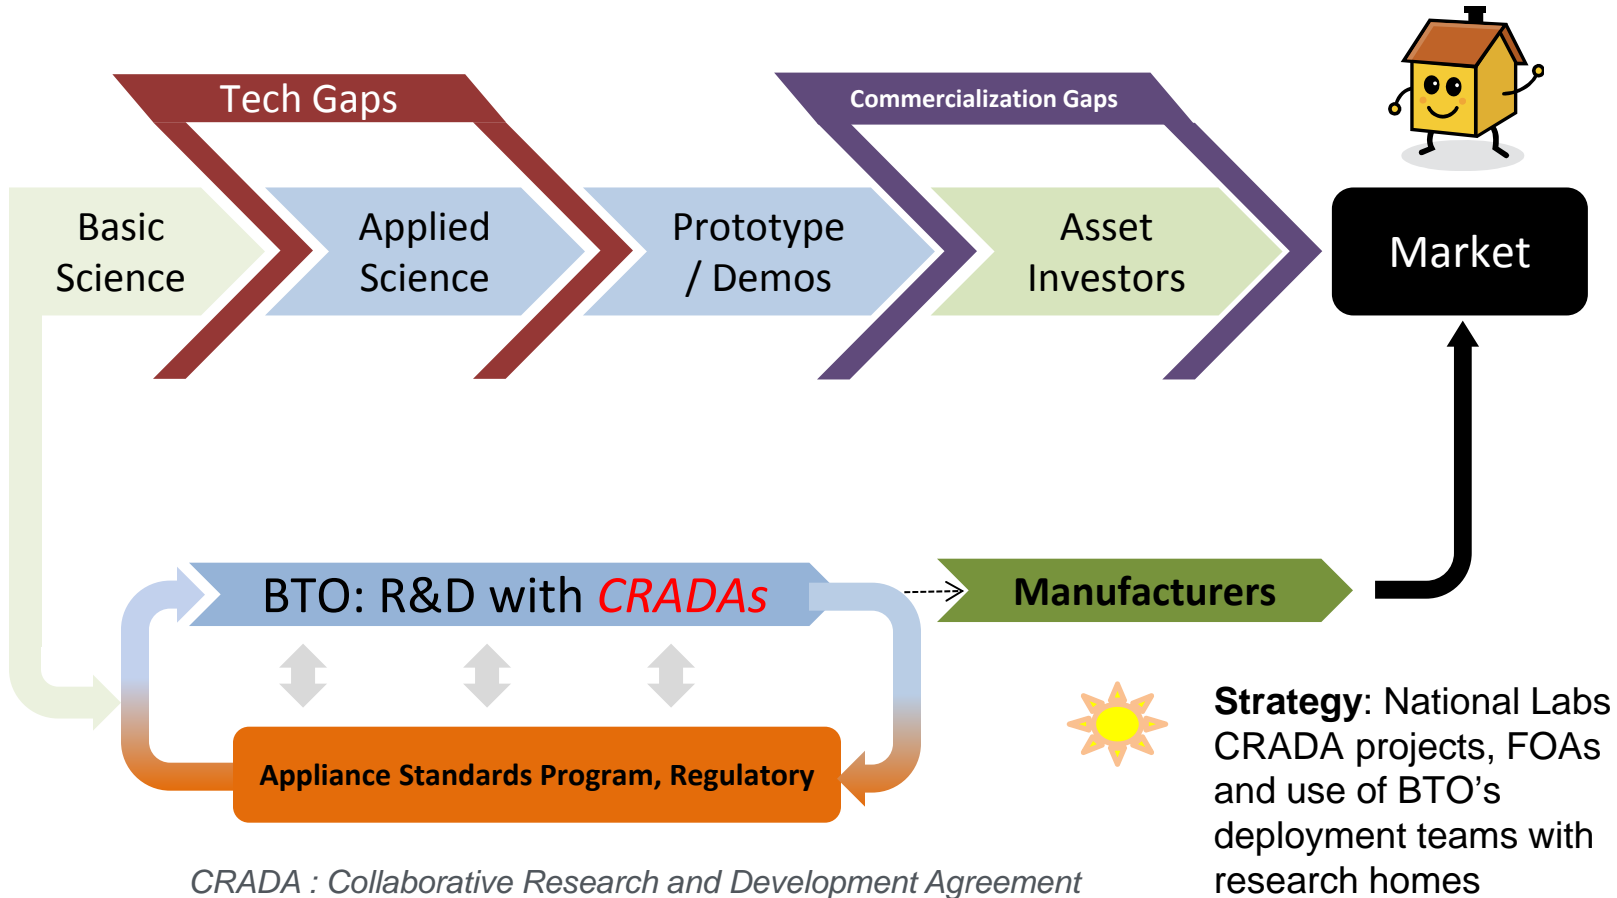 Tech Gaps
Commercialization Gaps
Basic
Science
Applied
Science
Prototype
/ Demos
Asset
Investors
Market
BTO: R&D with CRADAs
Manufacturers
Appliance Standards Program, Regulatory
Strategy: National Labs
CRADA projects, FOAs
and use of BTO’s
deployment teams with
research homes
CRADA : Collaborative Research and Development Agreement